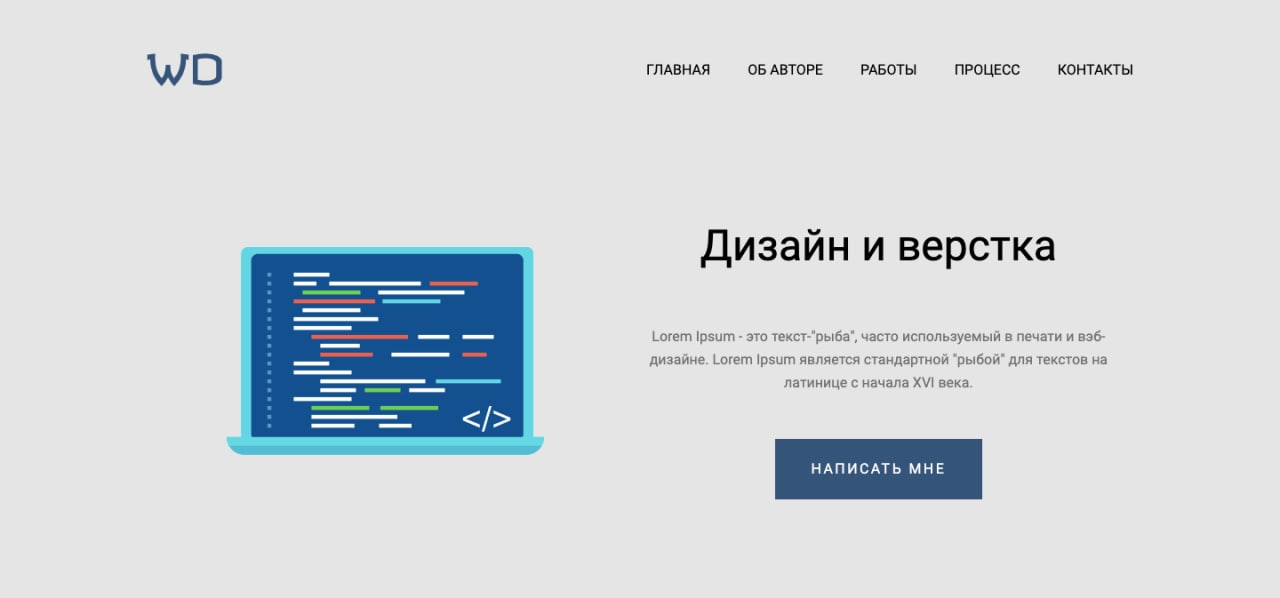 WD
ГЛАВНАЯ ОБ АВТОРЕ РАБОТЫ ПРОЦЕСС КОНТАКТЫ
Дизайн и верстка
Lorem Ipsum - это текст-"рыба", часто используемый в печати и вэб-
дизайне. Lorem Ipsum является стандартной "рыбой" для текстов на
латинице с начала XVI века.
</>
НАПИСАТЬ МНЕ